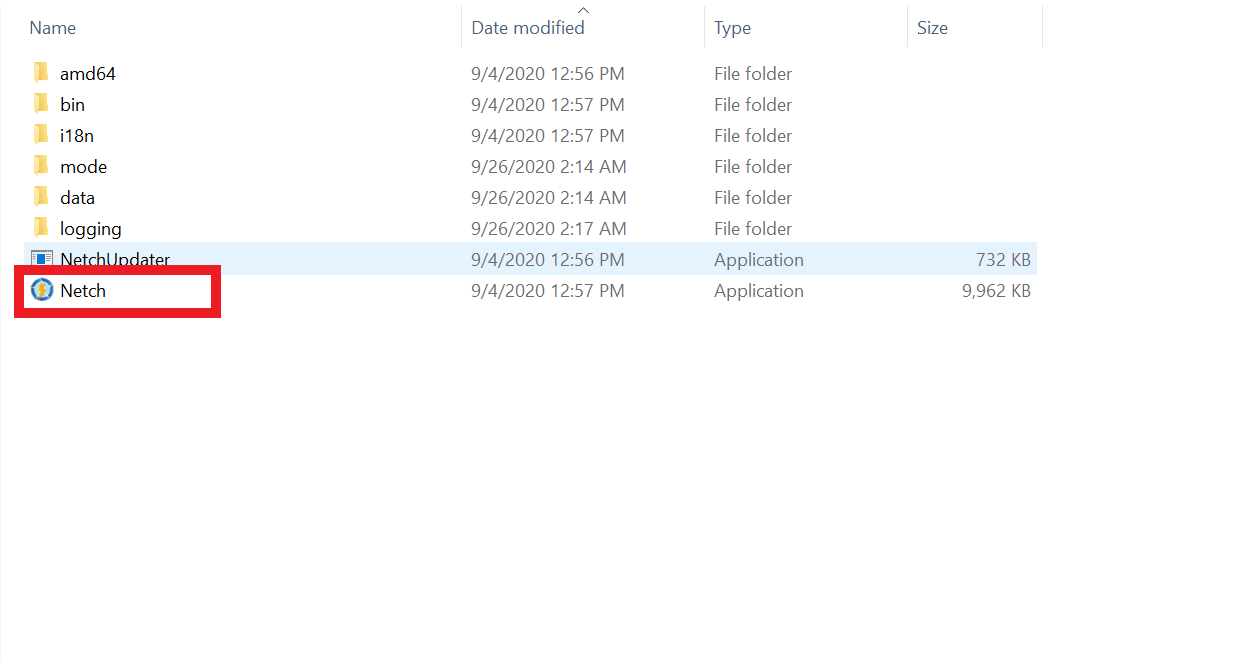 Name Date modified Type Size
amd64 9/4/2020 12:56 PM File folder
bin 9/4/2020 12:57 PM File folder
i18n 9/4/2020 12:57 PM File folder
mode 9/26/2020 2:14 AM File folder
data 9/26/2020 2:14 AM File folder
logging 9/26/2020 2:17 AM File folder
NetchUpdater 9/4/2020 12:56 PM Application 732 KB
Netch 9/4/2020 12:57 PM Application 9,962 KB